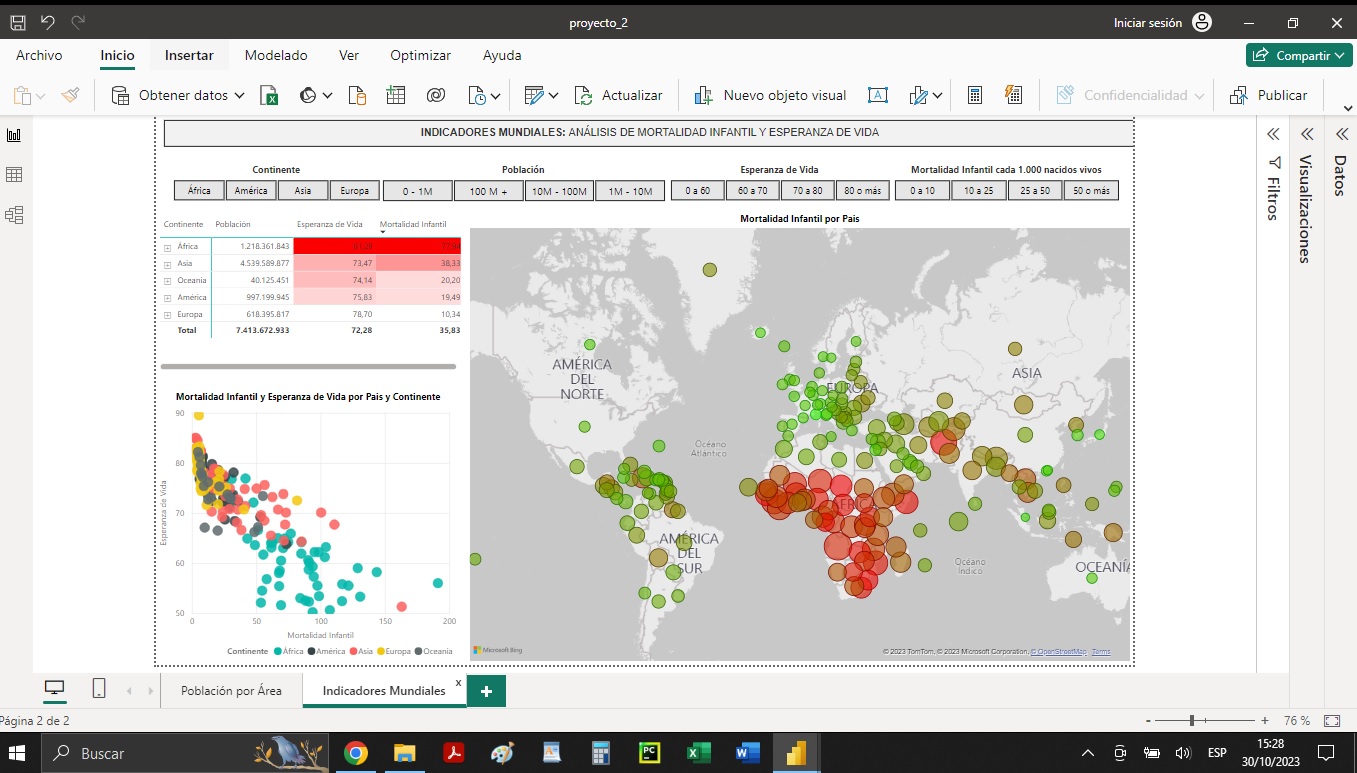 proyecto_2
Iniciar sesión
Archivo Inicio Insertar Modelado Ver Optimizar Ayuda
Compartir
Obtener datos Actualizar Nuevo objeto visual Confidencialidad Publicar
INDICADORES MUNDIALES: ANÁLISIS DE MORTALIDAD INFANTIL Y ESPERANZA DE VIDA
Continente
África América Asia Europa
Población
0 - 1M 100 M + 10M - 100M 1M - 10M
Esperanza de Vida
0 a 60 60 a 70 70 a 80 80 o más
Mortalidad Infantil cada 1.000 nacidos vivos
0 a 10 10 a 25 25 a 50 50 o más
Continente Población Esperanza de Vida Mortalidad Infantil
África 1.218.361.843
Asia 4.539.589.877 73,47 38,33
Oceania 40.125.451 74,14 20,20
América 997.199.945 75,83 19,49
Europa 618.395.817 78,70 10,34
Total 7.413.672.933 72,28 35,83
Mortalidad Infantil y Esperanza de Vida por Pais y Continente
Esperanza de Vida
90
80
70
60
50
0 50 100 150 200
Mortalidad Infantil
Continente África América Asia Europa Oceania
Mortalidad Infantil por Pais
AMÉRICA
DEL
NORTE
EUROPA
ASIA
Océano
Atlántico
AMÉRICA
DEL
SUR
Océano
Índico
OCEANÍA
Microsoft Bing
© 2023 TomTom, © 2023 Microsoft Corporation, © OpenStreetMap Terms
Filtros
Visualizaciones
Datos
Población por Área
Indicadores Mundiales
x
+
Página 2 de 2
- + 76 %
Buscar
ESP
15:28
30/10/2023